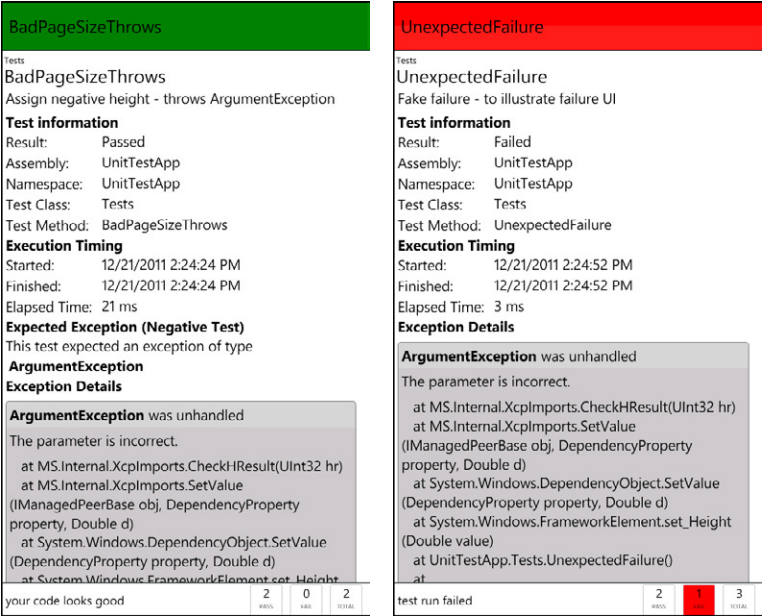 BadPageSizeThrows
Tests
BadPageSizeThrows
Assign negative height - throws ArgumentException
Test information
Result: Passed
Assembly: UnitTestApp
Namespace: UnitTestApp
Test Class: Tests
Test Method: BadPageSizeThrows
Execution Timing
Started: 12/21/2011 2:24:24 PM
Finished: 12/21/2011 2:24:24 PM
Elapsed Time: 21 ms
Expected Exception (Negative Test)
This test expected an exception of type
ArgumentException
Exception Details
ArgumentException was unhandled
The parameter is incorrect.
at MS.Internal.XcpImports.CheckHResult(UInt32 hr)
at MS.Internal.XcpImports.SetValue
(IManagedPeerBase obj, DependencyProperty
property, Double d)
at System.Windows.DependencyObject.SetValue
(DependencyProperty property, Double d)
at System.Windows.FrameworkElement.set_Height
your code looks good
2 0 2
PASS FAIL TOTAL
UnexpectedFailure
Tests
UnexpectedFailure
Fake failure - to illustrate failure UI
Test information
Result: Failed
Assembly: UnitTestApp
Namespace: UnitTestApp
Test Class: Tests
Test Method: UnexpectedFailure
Execution Timing
Started: 12/21/2011 2:24:52 PM
Finished: 12/21/2011 2:24:52 PM
Elapsed Time: 3 ms
Exception Details
ArgumentException was unhandled
The parameter is incorrect.
at MS.Internal.XcpImports.CheckHResult(UInt32 hr)
at MS.Internal.XcpImports.SetValue
(IManagedPeerBase obj, DependencyProperty
property, Double d)
at System.Windows.DependencyObject.SetValue
(DependencyProperty property, Double d)
at System.Windows.FrameworkElement.set_Height
(Double value)
at UnitTestApp.Tests.UnexpectedFailure()
at
test run failed
2 1 3
PASS FAIL TOTAL